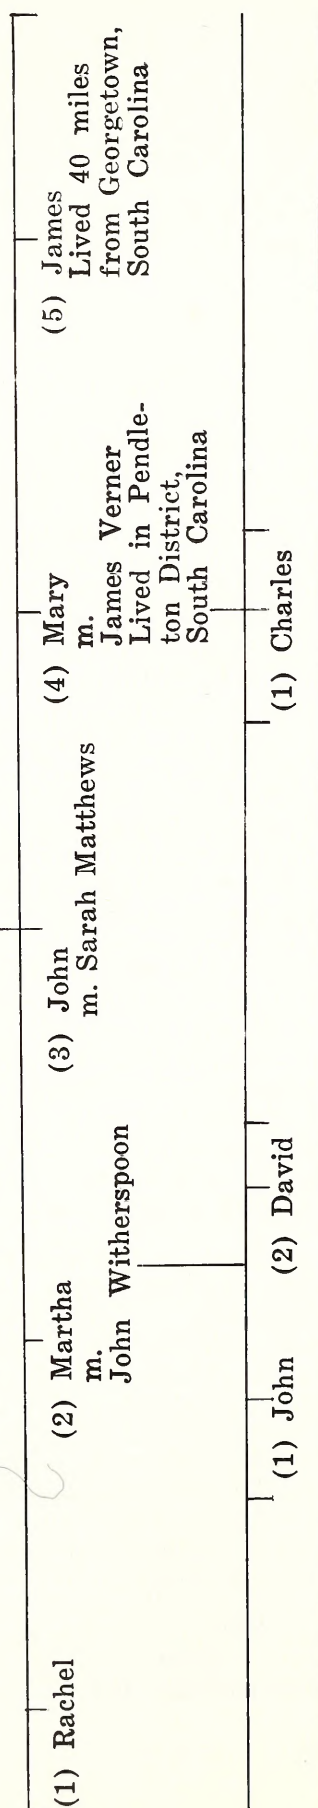 (1) Rachel
(2) Martha
m.
John Witherspoon
(3) John
m. Sarah Matthews
(4) Mary
m.
James Verner
Lived in Pendle-
ton District,
South Carolina
(5) James
Lived 40 miles
from Georgetown,
South Carolina
(1) John
(2) David
(1) Charles